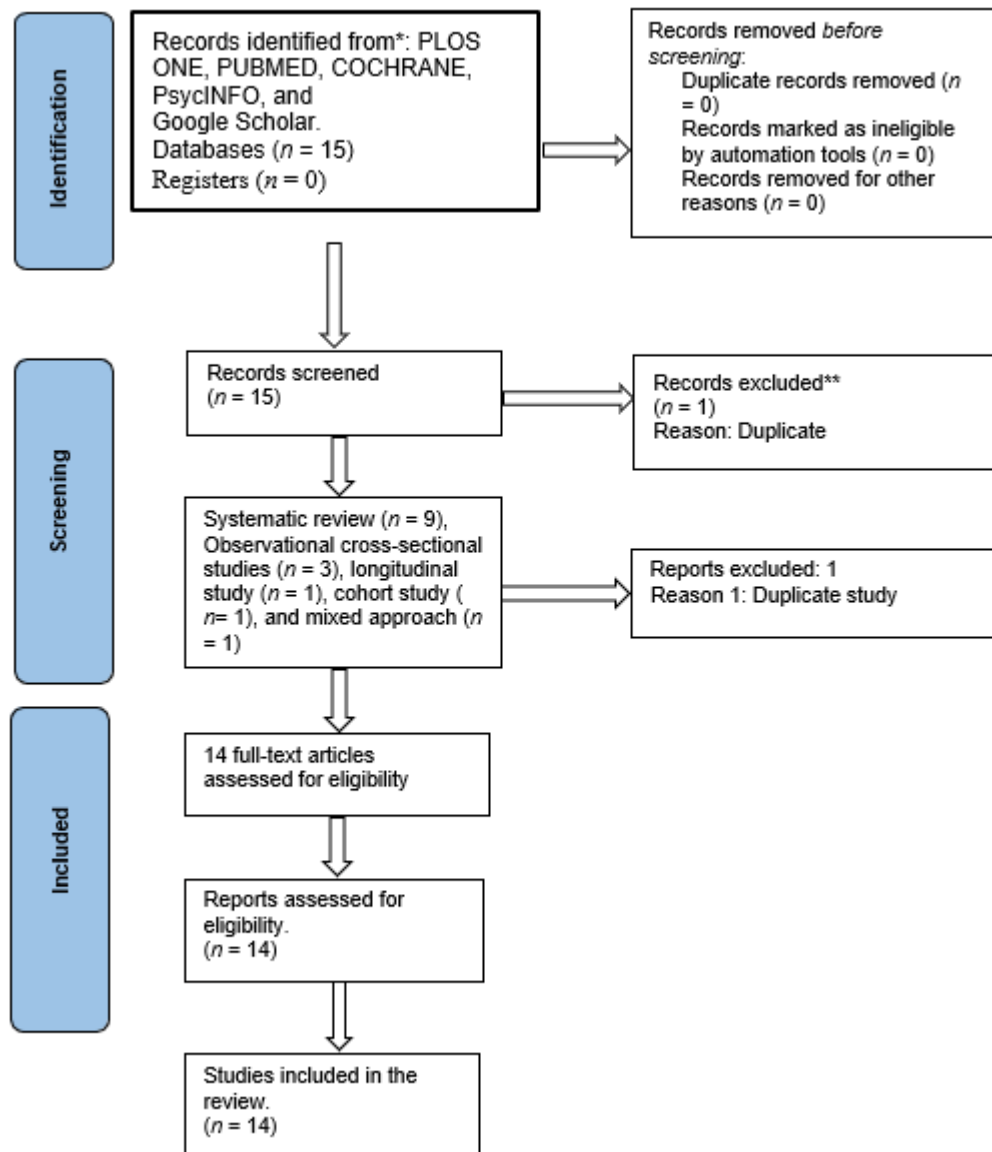 Identification
Records identified from*: PLOS
ONE, PUBMED, COCHRANE,
PsycINFO, and
Google Scholar.
Databases (n = 15)
Registers (n = 0)
Records removed before
screening:
Duplicate records removed (n
= 0)
Records marked as ineligible
by automation tools (n = 0)
Records removed for other
reasons (n = 0)
Screening
Records screened
(n = 15)
Records excluded**
(n = 1)
Reason: Duplicate
Systematic review (n = 9),
Observational cross-sectional
studies (n = 3), longitudinal
study (n = 1), cohort study (
n= 1), and mixed approach (n
= 1)
Reports excluded: 1
Reason 1: Duplicate study
Included
14 full-text articles
assessed for eligibility
Reports assessed for
eligibility.
(n = 14)
Studies included in the
review.
(n = 14)